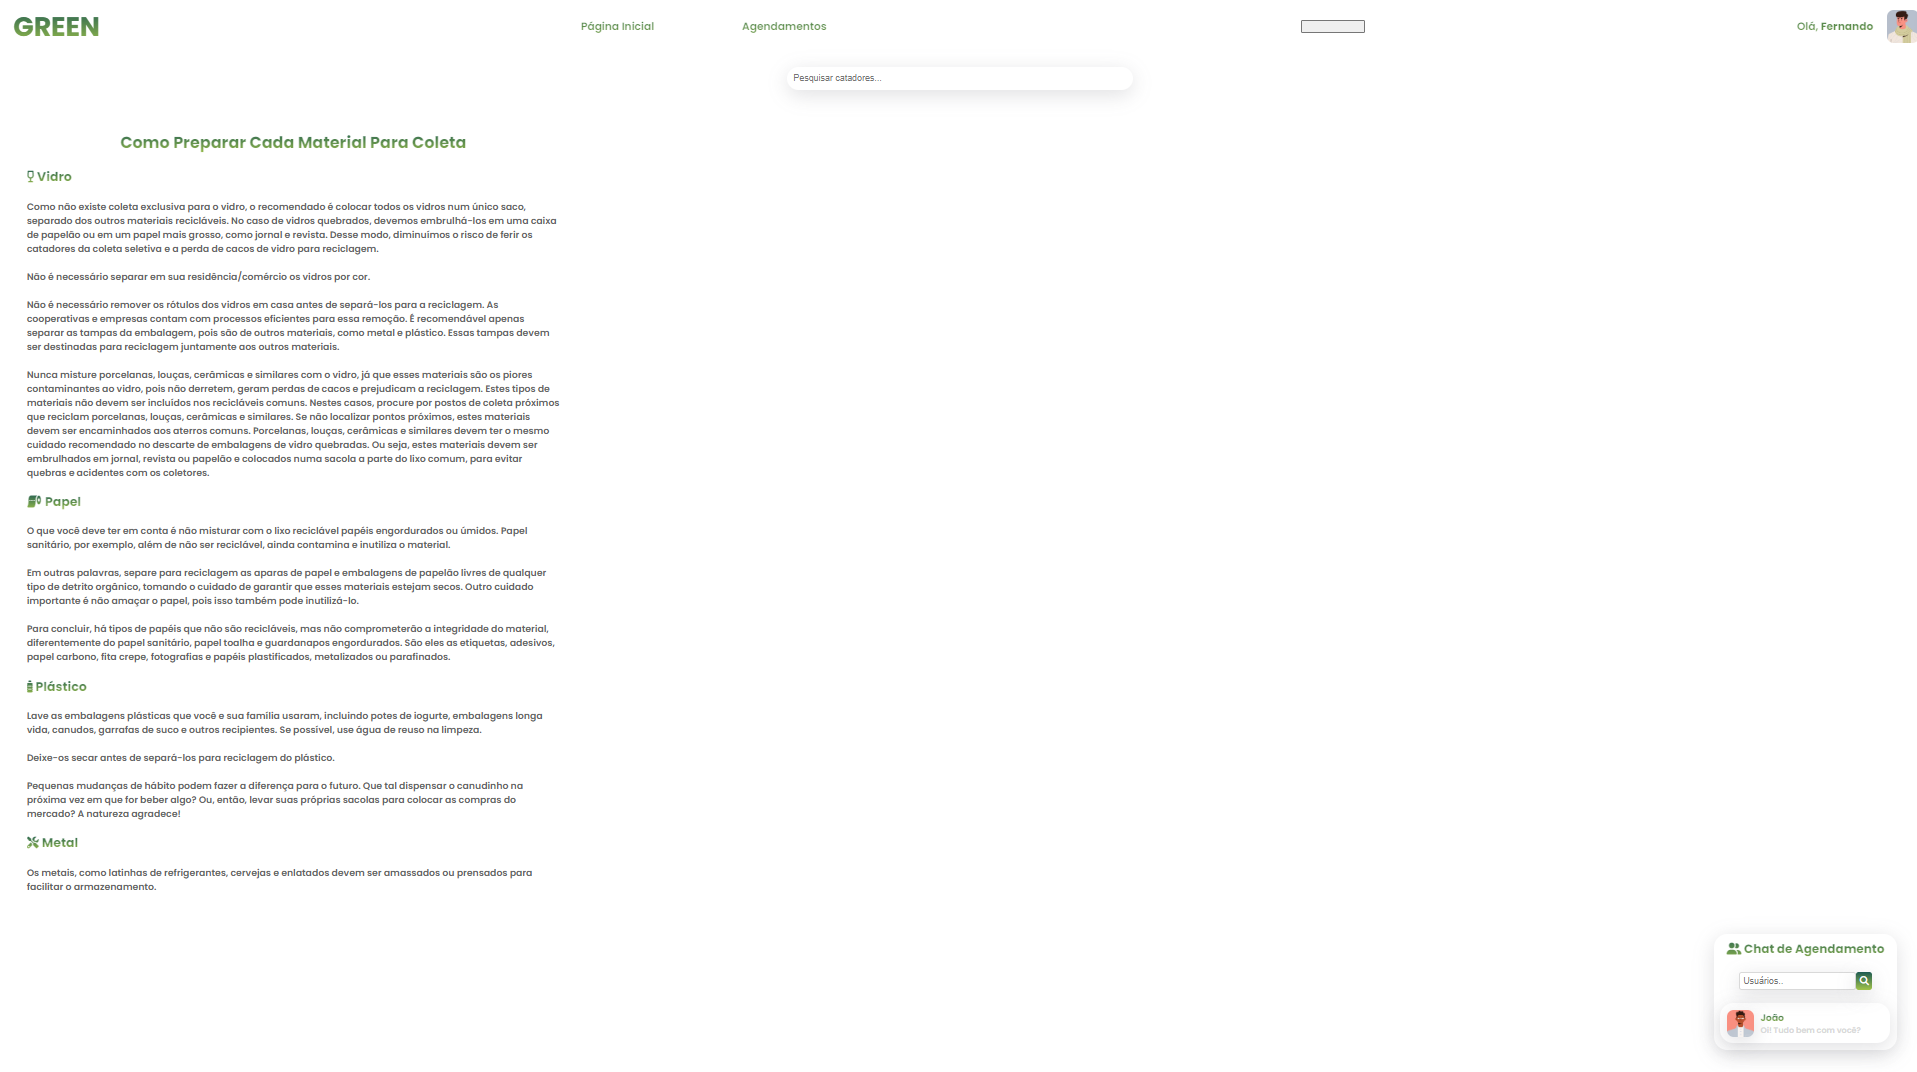 GREEN
Página Inicial
Agendamentos
Olá, Fernando
Pesquisar catadores...
Como Preparar Cada Material Para Coleta
Vidro
Como não existe coleta exclusiva para o vidro, o recomendado é colocar todos os vidros num único saco,
separado dos outros materiais recicláveis. No caso de vidros quebrados, devemos embrulhá-los em uma caixa
de papelão ou em um papel mais grosso, como jornal e revista. Desse modo, diminuímos o risco de ferir os
catadores da coleta seletiva e a perda de cacos de vidro para reciclagem.
Não é necessário separar em sua residência/comércio os vidros por cor.
Não é necessário remover os rótulos dos vidros em casa antes de separá-los para a reciclagem. As
cooperativas e empresas contam com processos eficientes para essa remoção. É recomendável apenas
separar as tampas da embalagem, pois são de outros materiais, como metal e plástico. Essas tampas devem
ser destinadas para reciclagem juntamente aos outros materiais.
Nunca misture porcelanas, louças, cerâmicas e similares com o vidro, já que esses materiais são os piores
contaminantes ao vidro, pois não derretem, geram perdas de cacos e prejudicam a reciclagem. Estes tipos de
materiais não devem ser incluídos nos recicláveis comuns. Nestes casos, procure por postos de coleta próximos
que reciclam porcelanas, louças, cerâmicas e similares. Se não localizar pontos próximos, estes materiais
devem ser encaminhados aos aterros comuns. Porcelanas, louças, cerâmicas e similares devem ter o mesmo
cuidado recomendado no descarte de embalagens de vidro quebradas. Ou seja, estes materiais devem ser
embrulhados em jornal, revista ou papelão e colocados numa sacola a parte do lixo comum, para evitar
quebras e acidentes com os coletores.
Papel
O que você deve ter em conta é não misturar com o lixo reciclável papéis engordurados ou úmidos. Papel
sanitário, por exemplo, além de não ser reciclável, ainda contamina e inutiliza o material.
Em outras palavras, separe para reciclagem as aparas de papel e embalagens de papelão livres de qualquer
tipo de detrito orgânico, tomando o cuidado de garantir que esses materiais estejam secos. Outro cuidado
importante é não amaçar o papel, pois isso também pode inutilizá-lo.
Para concluir, há tipos de papéis que não são recicláveis, mas não comprometerão a integridade do material,
diferentemente do papel sanitário, papel toalha e guardanapos engordurados. São eles as etiquetas, adesivos,
papel carbono, fita crepe, fotografias e papéis plastificados, metalizados ou parafinados.
Plástico
Lave as embalagens plásticas que você e sua família usaram, incluindo potes de iogurte, embalagens longa
vida, canudos, garrafas de suco e outros recipientes. Se possível, use água de reuso na limpeza.
Deixe-os secar antes de separá-los para reciclagem do plástico.
Pequenas mudanças de hábito podem fazer a diferença para o futuro. Que tal dispensar o canudinho na
próxima vez em que for beber algo? Ou, então, levar suas próprias sacolas para colocar as compras do
mercado? A natureza agradece!
Metal
Os metais, como latinhas de refrigerantes, cervejas e enlatados devem ser amassados ou prensados para
facilitar o armazenamento.
Chat de Agendamento
Usuários..
João
Oi! Tudo bem com você?